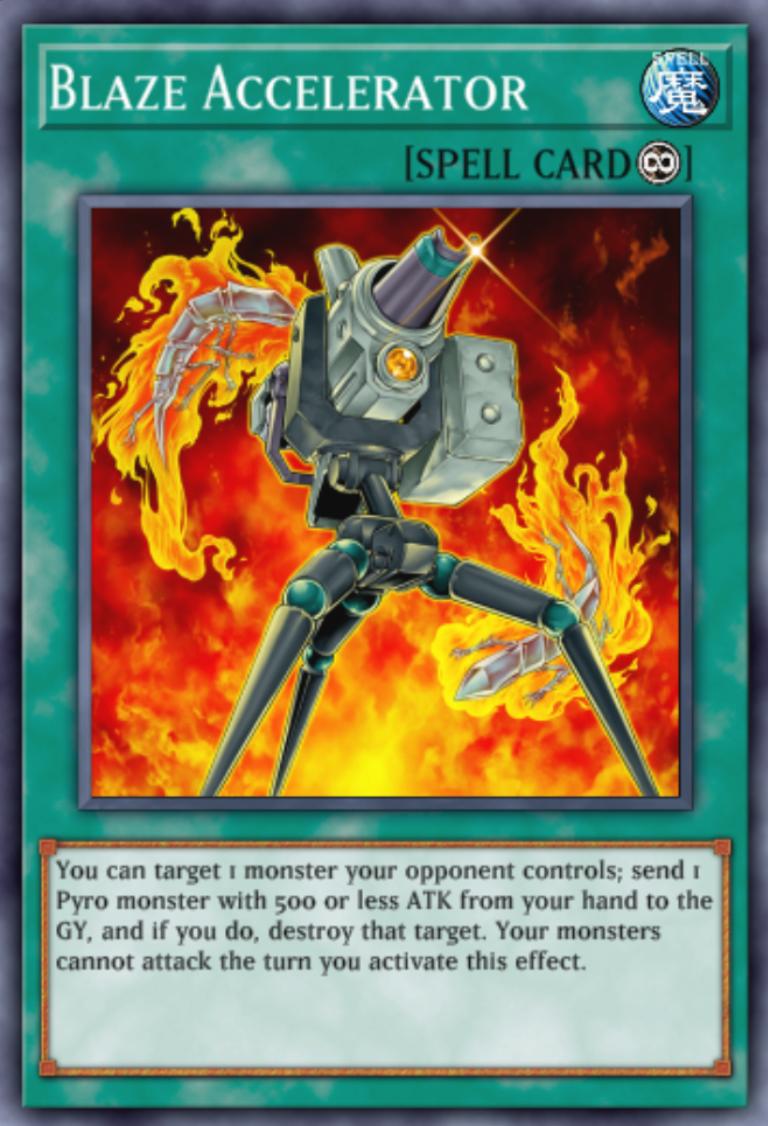 BLAZE ACCELERATOR
SPELL
魔
[SPELL CARD∞]
You can target 1 monster your opponent controls; send 1
Pyro monster with 500 or less ATK from your hand to the
GY, and if you do, destroy that target. Your monsters
cannot attack the turn you activate this effect.